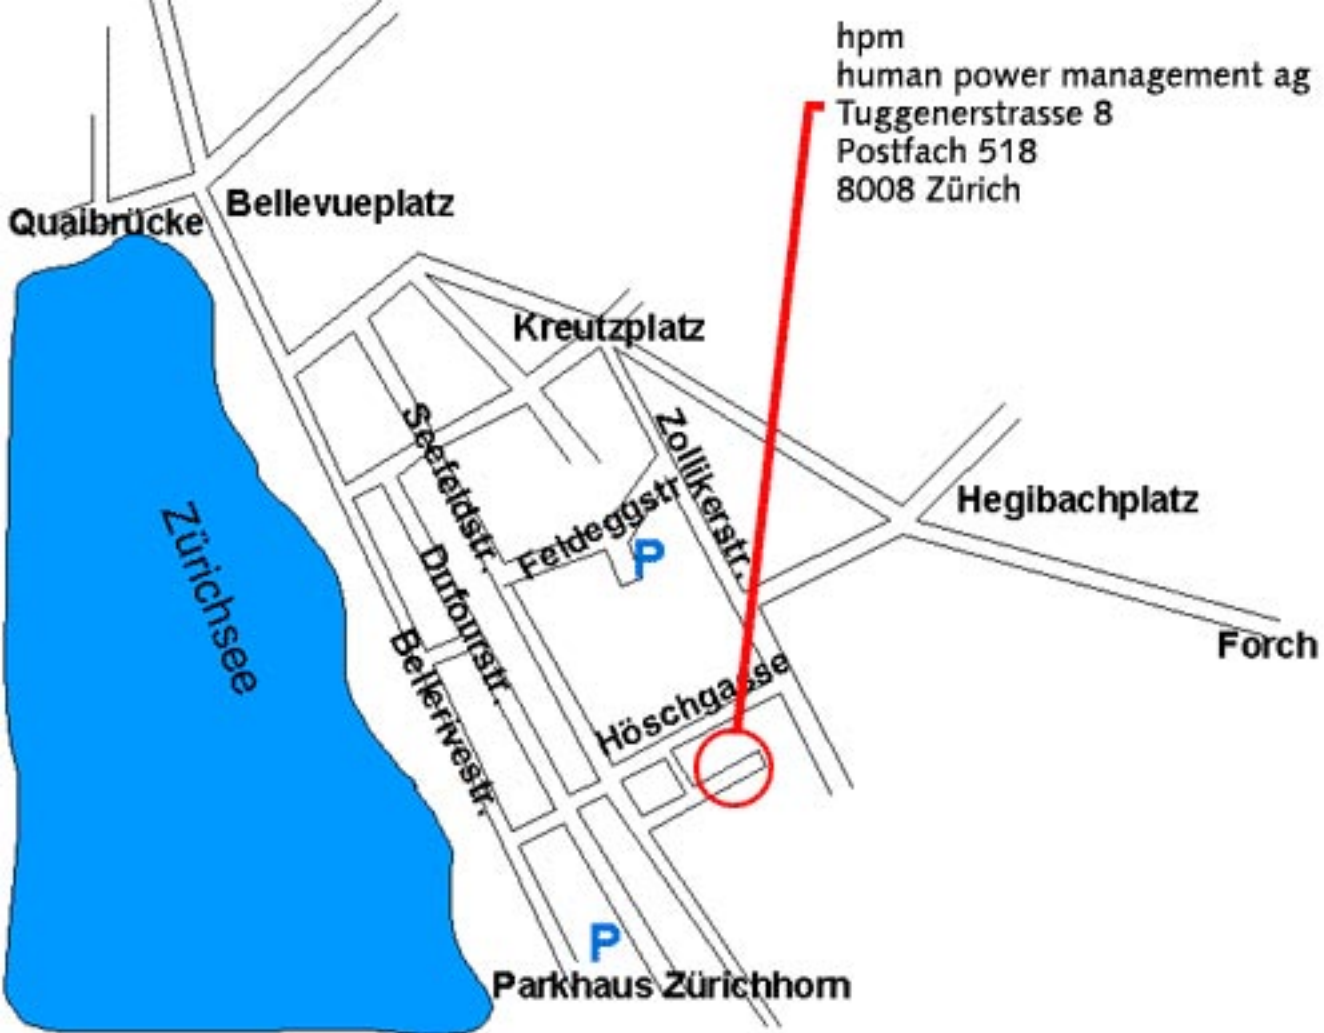 hpm
human power management ag
Tuggenerstrasse 8
Postfach 518
8008 Zürich
Bellevueplatz
Quaibrücke
Kreutzplatz
Seefeldstr.
Zollikerstr.
Hegibachplatz
Feldeggstr.
P
Zürichsee
Dufourstr.
Bellerivestr.
Forch
Höschgasse
P
Parkhaus Zürichhorn